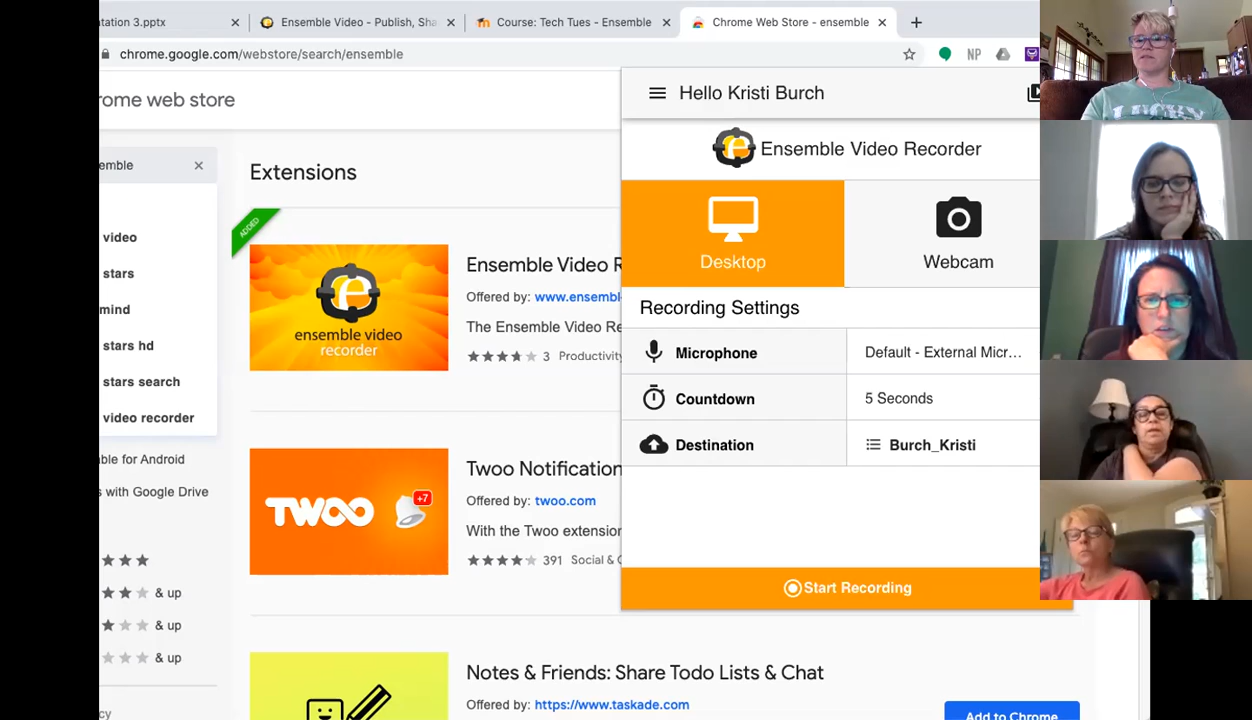 tation 3.pptx
Ensemble Video - Publish, Sha
Course: Tech Tues - Ensemble
Chrome Web Store - ensemble
chrome.google.com/webstore/search/ensemble
NP
rome web store
Hello Kristi Burch
Ensemble Video Recorder
Desktop
Webcam
Recording Settings
Microphone
Default - External Micr...
Countdown
5 Seconds
Destination
Burch_Kristi
Start Recording
emble
video
stars
mind
stars hd
stars search
video recorder
ble for Android
s with Google Drive
& up
& up
& up
cy
Extensions
ADDED
e
ensemble video
recorder
Ensemble Video R
Offered by: www.ensembl
The Ensemble Video Re
3 Productivity
TWOO
+7
Twoo Notification
Offered by: twoo.com
With the Twoo extension
391 Social & C
Notes & Friends: Share Todo Lists & Chat
Offered by: https://www.taskade.com
Add to Chrome